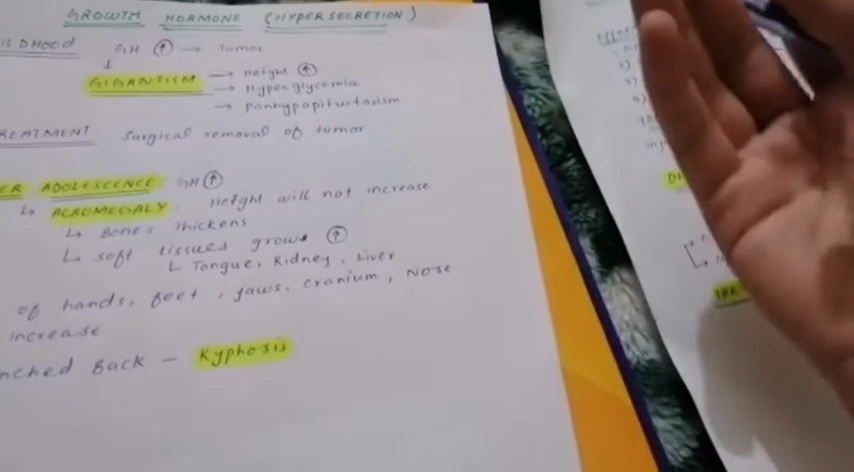 GROWTH HORMONE (HYPERSECRETION)
ILDHOOD GH ↑ → Tumor
↓
GIGANTISM → Height ↑
→ Hyperglycemia
→ Panhypopiturtarism
REATMENT Surgical removal of tumor
ER ADOLESCENCE GH ↑
↳ ACROMEGALY: Height will not increase
↳ Bones Thickens
↳ soft tissues grows ↑
└ Tongue, Kidney, Liver
of hands, feet, jaws, cranium, Nose
increase
nched Back - Kyphosis